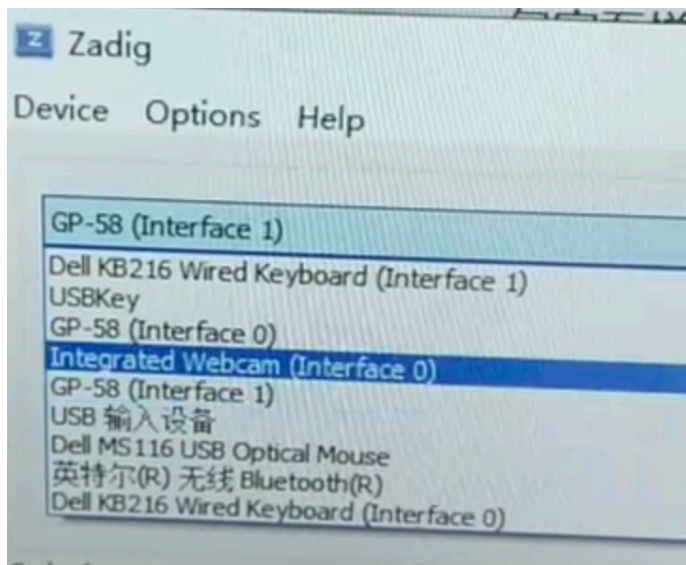 Z Zadig
Device Options Help
GP-58 (Interface 1)
Dell KB216 Wired Keyboard (Interface 1)
USBKey
GP-58 (Interface 0)
Integrated Webcam (Interface 0)
GP-58 (Interface 1)
USB 输入设备
Dell MS116 USB Optical Mouse
英特尔(R) 无线 Bluetooth(R)
Dell KB216 Wired Keyboard (Interface 0)